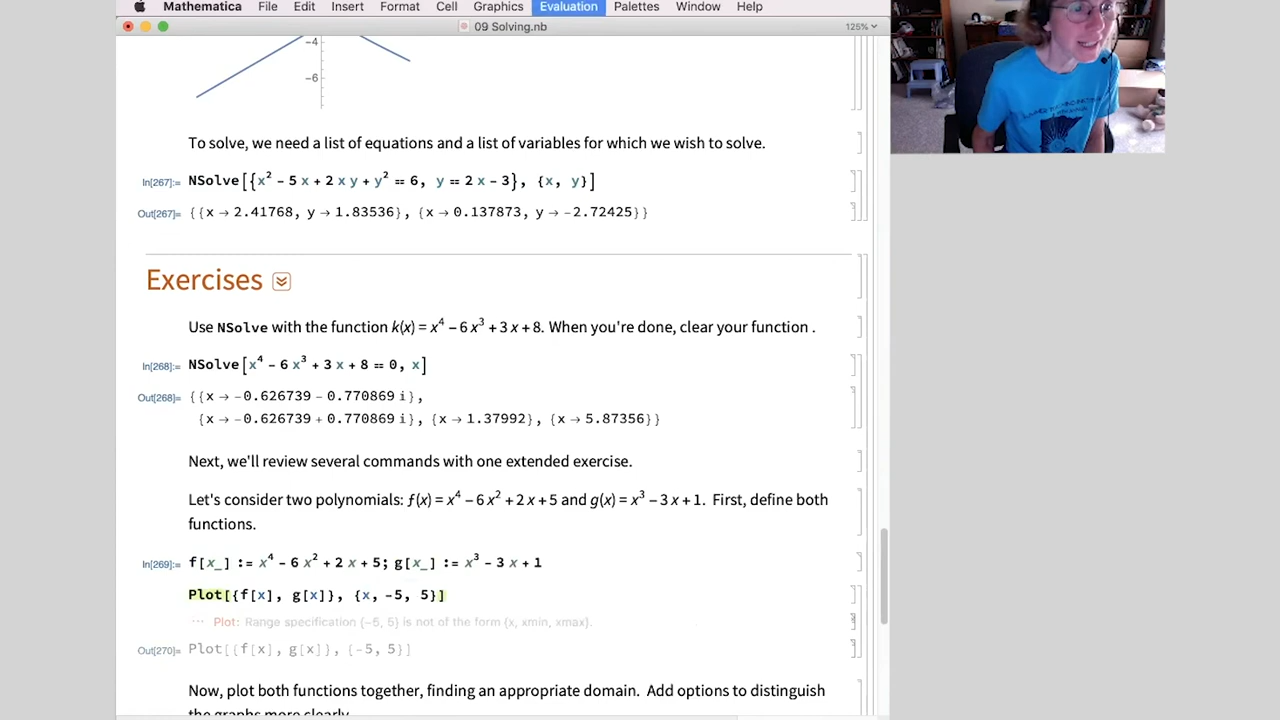 Mathematica File Edit Insert Format Cell Graphics Evaluation Palettes Window Help
09 Solving.nb 125%
-4
-6
To solve, we need a list of equations and a list of variables for which we wish to solve.
In[267]:= NSolve[{x² - 5 x + 2 x y + y² == 6, y == 2 x - 3}, {x, y}]
Out[267]= {{x → 2.41768, y → 1.83536}, {x → 0.137873, y → -2.72425}}
Exercises
Use NSolve with the function k(x) = x⁴ - 6 x³ + 3 x + 8. When you're done, clear your function .
In[268]:= NSolve[x⁴ - 6 x³ + 3 x + 8 == 0, x]
Out[268]= {{x → -0.626739 - 0.770869 i},
{x → -0.626739 + 0.770869 i}, {x → 1.37992}, {x → 5.87356}}
Next, we'll review several commands with one extended exercise.
Let's consider two polynomials: f(x) = x⁴ - 6 x² + 2 x + 5 and g(x) = x³ - 3 x + 1. First, define both
functions.
In[269]:= f[x_] := x⁴ - 6 x² + 2 x + 5; g[x_] := x³ - 3 x + 1
Plot[{f[x], g[x]}, {x, -5, 5}]
··· Plot: Range specification {-5, 5} is not of the form {x, xmin, xmax}.
Out[270]= Plot[{f[x], g[x]}, {-5, 5}]
Now, plot both functions together, finding an appropriate domain. Add options to distinguish
the graphs more clearly.